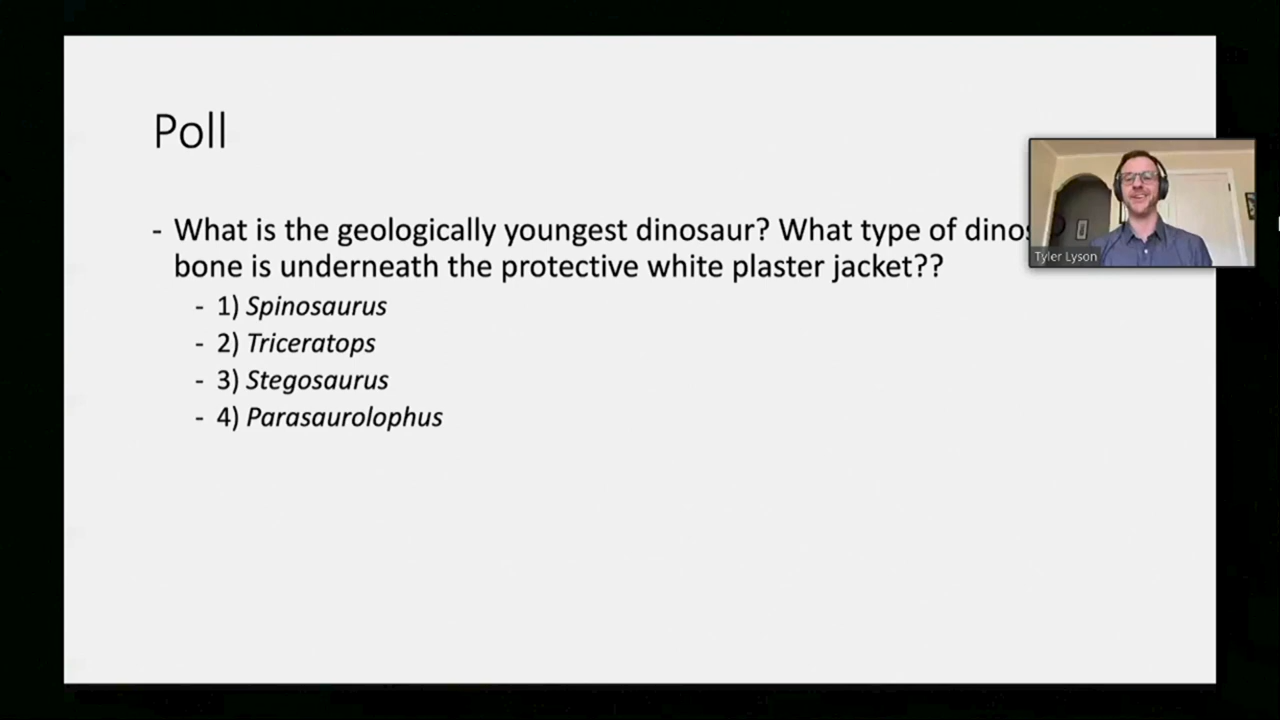 Poll
- What is the geologically youngest dinosaur? What type of
bone is underneath the protective white plaster jacket??
- 1) Spinosaurus
- 2) Triceratops
- 3) Stegosaurus
- 4) Parasaurolophus
Tyler Lyson